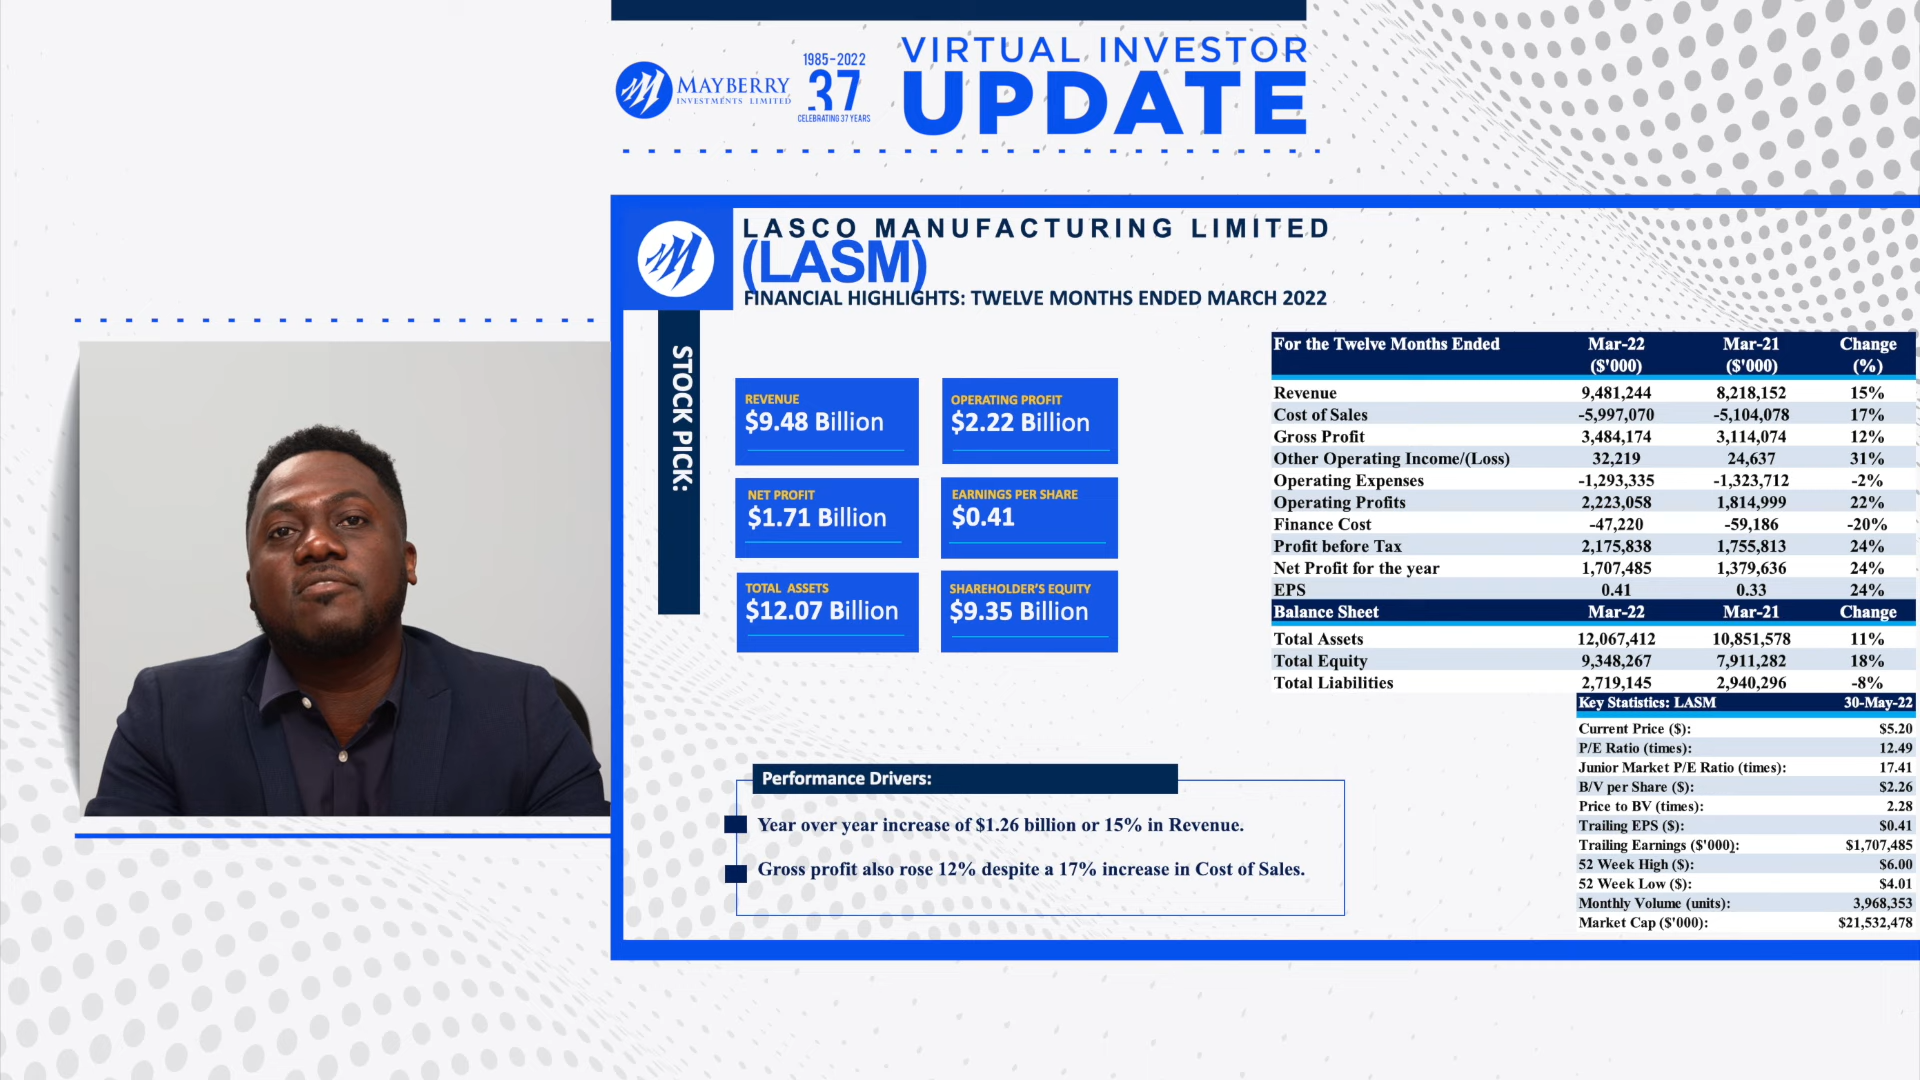 1985-2022
37
CELEBRATING 37 YEARS
MAYBERRY
INVESTMENTS LIMITED
VIRTUAL INVESTOR
UPDATE
LASCO MANUFACTURING LIMITED
(LASM)
FINANCIAL HIGHLIGHTS: TWELVE MONTHS ENDED MARCH 2022
STOCK PICK:
REVENUE
$9.48 Billion
OPERATING PROFIT
$2.22 Billion
NET PROFIT
$1.71 Billion
EARNINGS PER SHARE
$0.41
TOTAL ASSETS
$12.07 Billion
SHAREHOLDER'S EQUITY
$9.35 Billion
For the Twelve Months Ended Mar-22 Mar-21 Change
($'000) ($'000) (%)
Revenue 9,481,244 8,218,152 15%
Cost of Sales -5,997,070 -5,104,078 17%
Gross Profit 3,484,174 3,114,074 12%
Other Operating Income/(Loss) 32,219 24,637 31%
Operating Expenses -1,293,335 -1,323,712 -2%
Operating Profits 2,223,058 1,814,999 22%
Finance Cost -47,220 -59,186 -20%
Profit before Tax 2,175,838 1,755,813 24%
Net Profit for the year 1,707,485 1,379,636 24%
EPS 0.41 0.33 24%
Balance Sheet Mar-22 Mar-21 Change
Total Assets 12,067,412 10,851,578 11%
Total Equity 9,348,267 7,911,282 18%
Total Liabilities 2,719,145 2,940,296 -8%
Key Statistics: LASM 30-May-22
Current Price ($): $5.20
P/E Ratio (times): 12.49
Junior Market P/E Ratio (times): 17.41
B/V per Share ($): $2.26
Price to BV (times): 2.28
Trailing EPS ($): $0.41
Trailing Earnings ($'000): $1,707,485
52 Week High ($): $6.00
52 Week Low ($): $4.01
Monthly Volume (units): 3,968,353
Market Cap ($'000): $21,532,478
Performance Drivers:
Year over year increase of $1.26 billion or 15% in Revenue.
Gross profit also rose 12% despite a 17% increase in Cost of Sales.